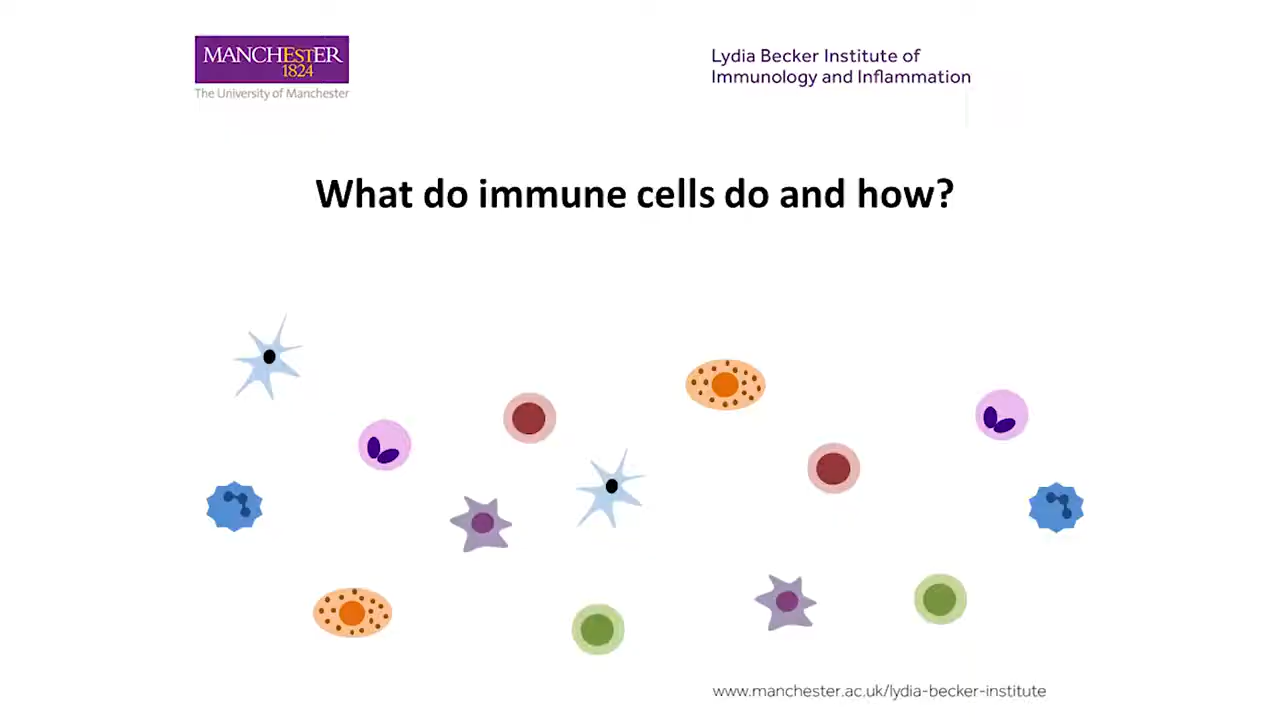 MANCHESTER
1824
The University of Manchester
Lydia Becker Institute of
Immunology and Inflammation
What do immune cells do and how?
www.manchester.ac.uk/lydia-becker-institute